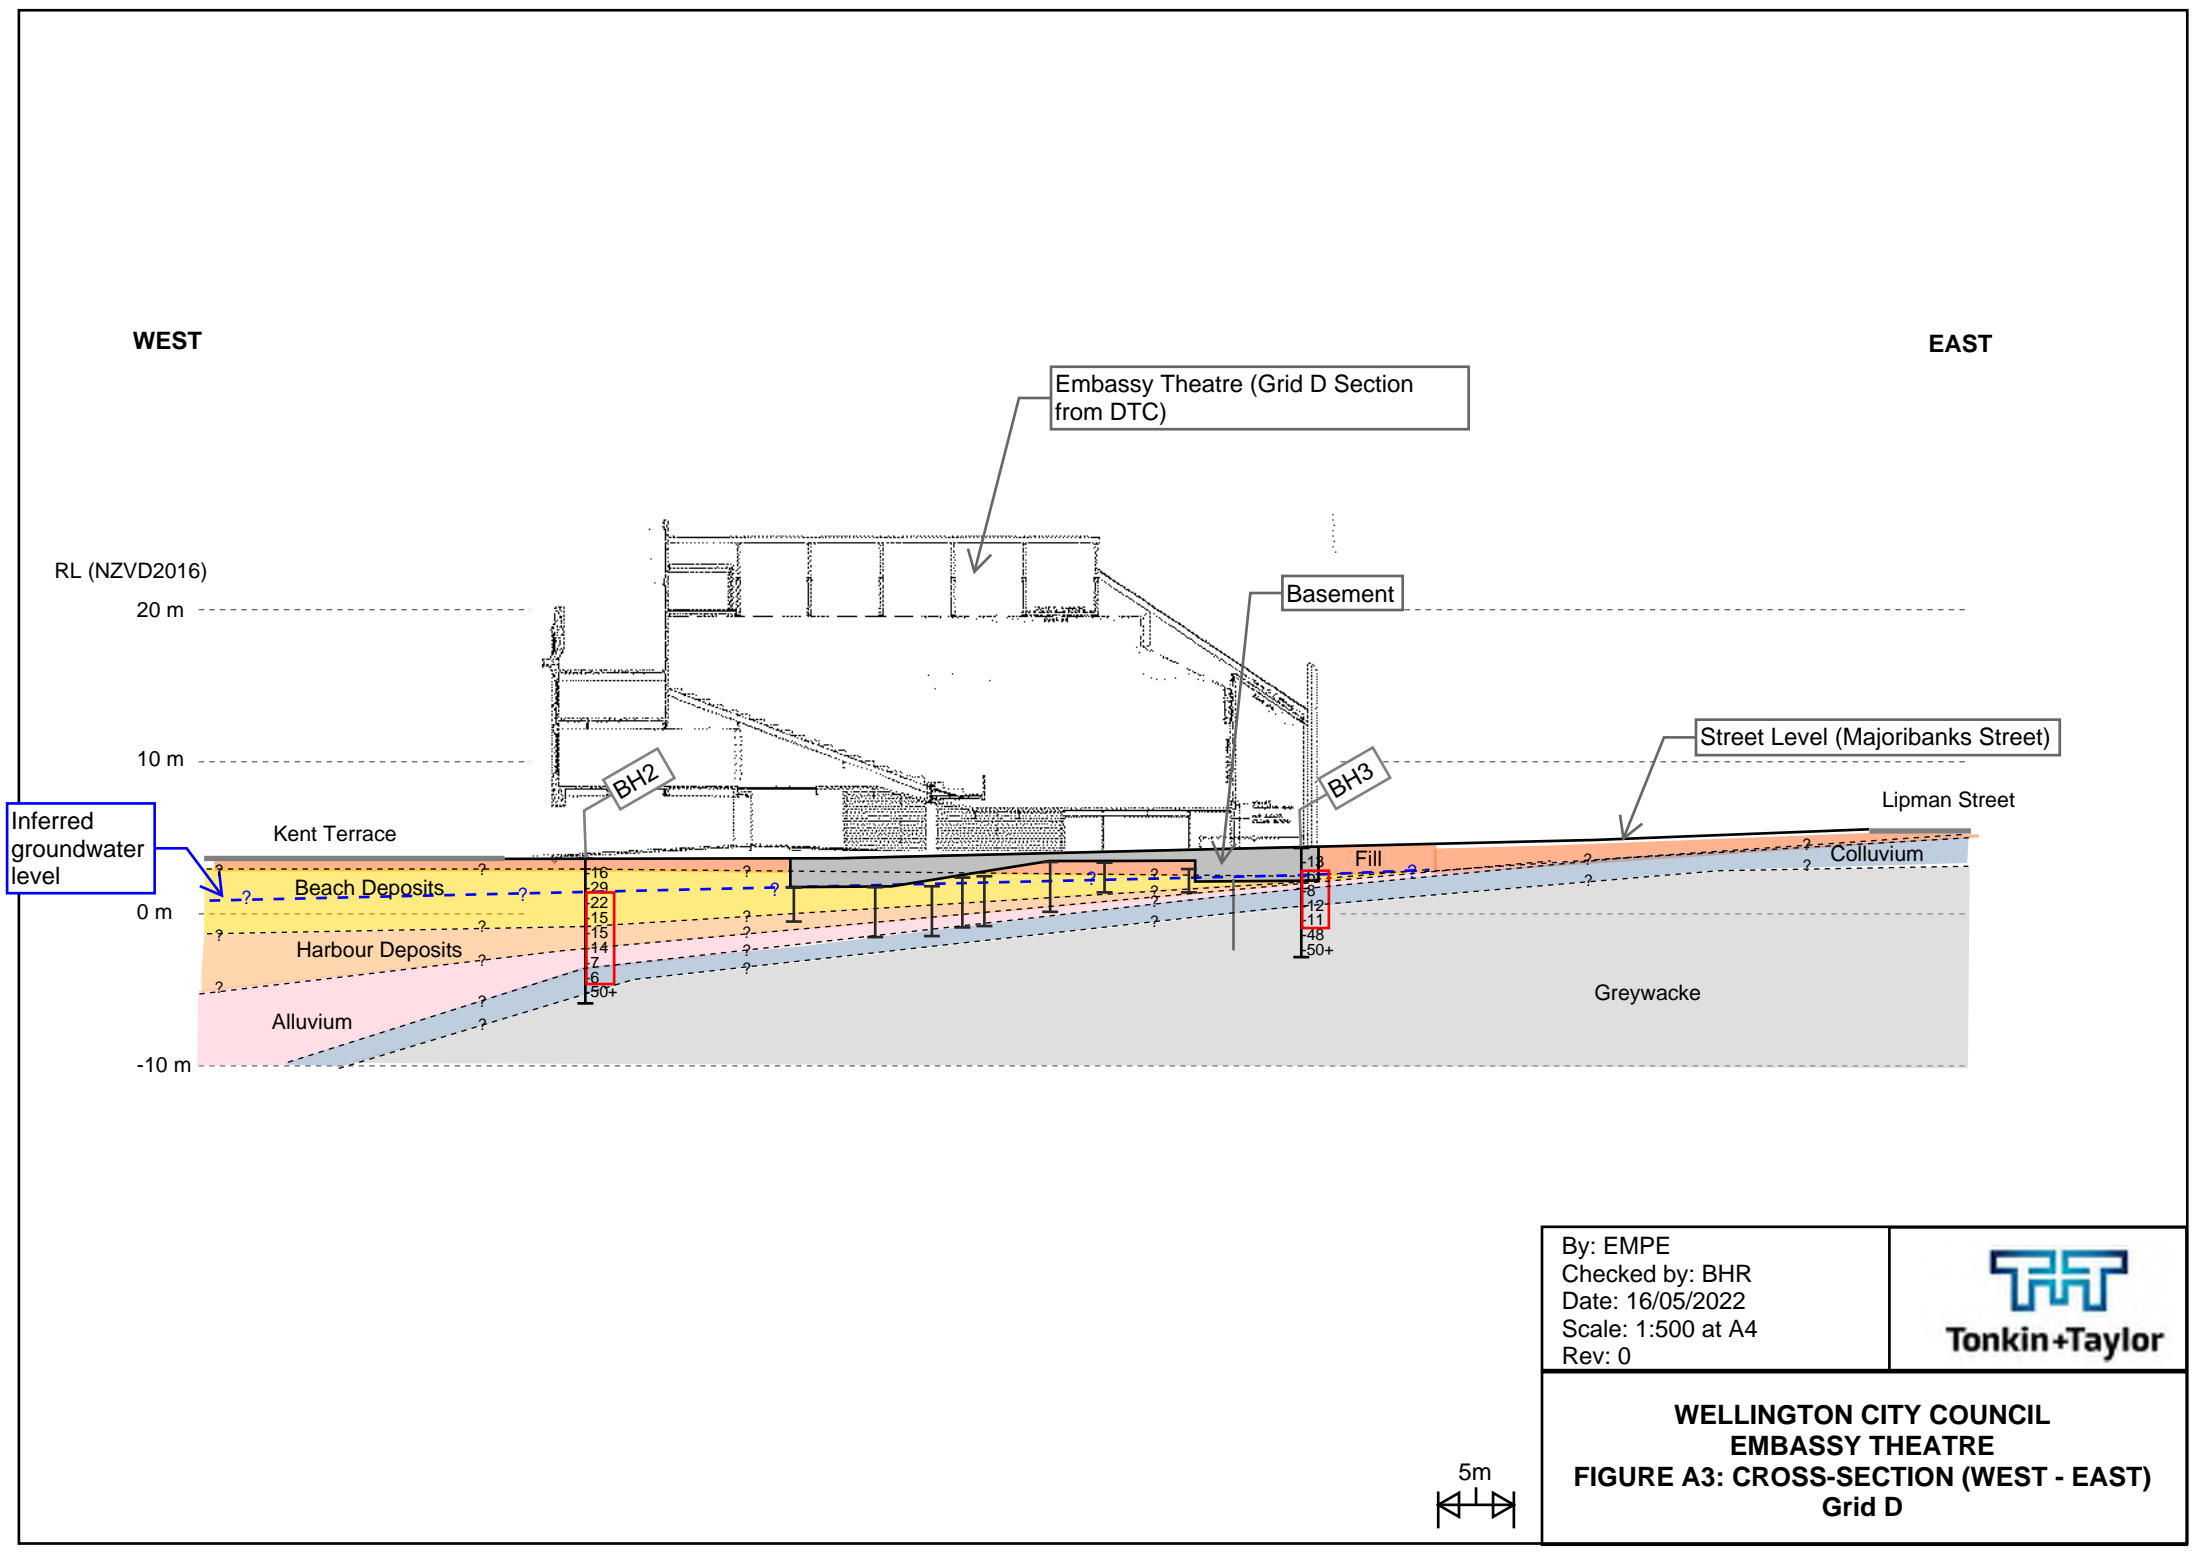 WEST
EAST
Embassy Theatre (Grid D Section
from DTC)
RL (NZVD2016)
20 m
Basement
10 m
BH2
BH3
Street Level (Majoribanks Street)
Lipman Street
Inferred
groundwater
level
Kent Terrace
Fill
Colluvium
Beach Deposits
0 m
Harbour Deposits
Alluvium
Greywacke
-10 m
16
29
22
15
15
14
7
6
50+
13
8
12
11
48
50+
By: EMPE
Checked by: BHR
Date: 16/05/2022
Scale: 1:500 at A4
Rev: 0
Tonkin+Taylor
WELLINGTON CITY COUNCIL
EMBASSY THEATRE
FIGURE A3: CROSS-SECTION (WEST - EAST)
Grid D
5m